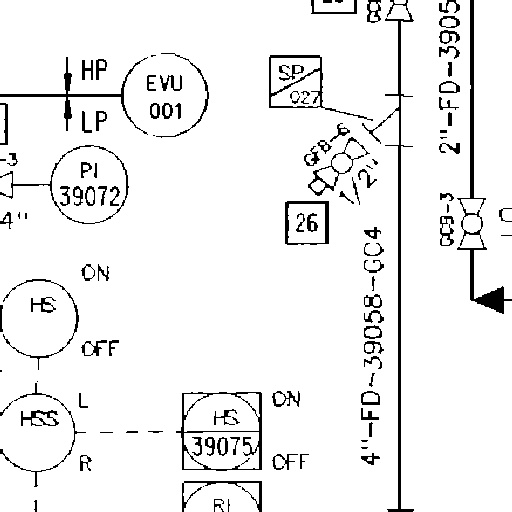 HP
EVU
001
LP
SP
027
2"-FD-3905
GFB-6
1/2"
PI
39072
-3
4"
26
GCB-3
4"-FD-39058-GC4
ON
HS
OFF
L
HSS
R
ON
HS
39075
OFF